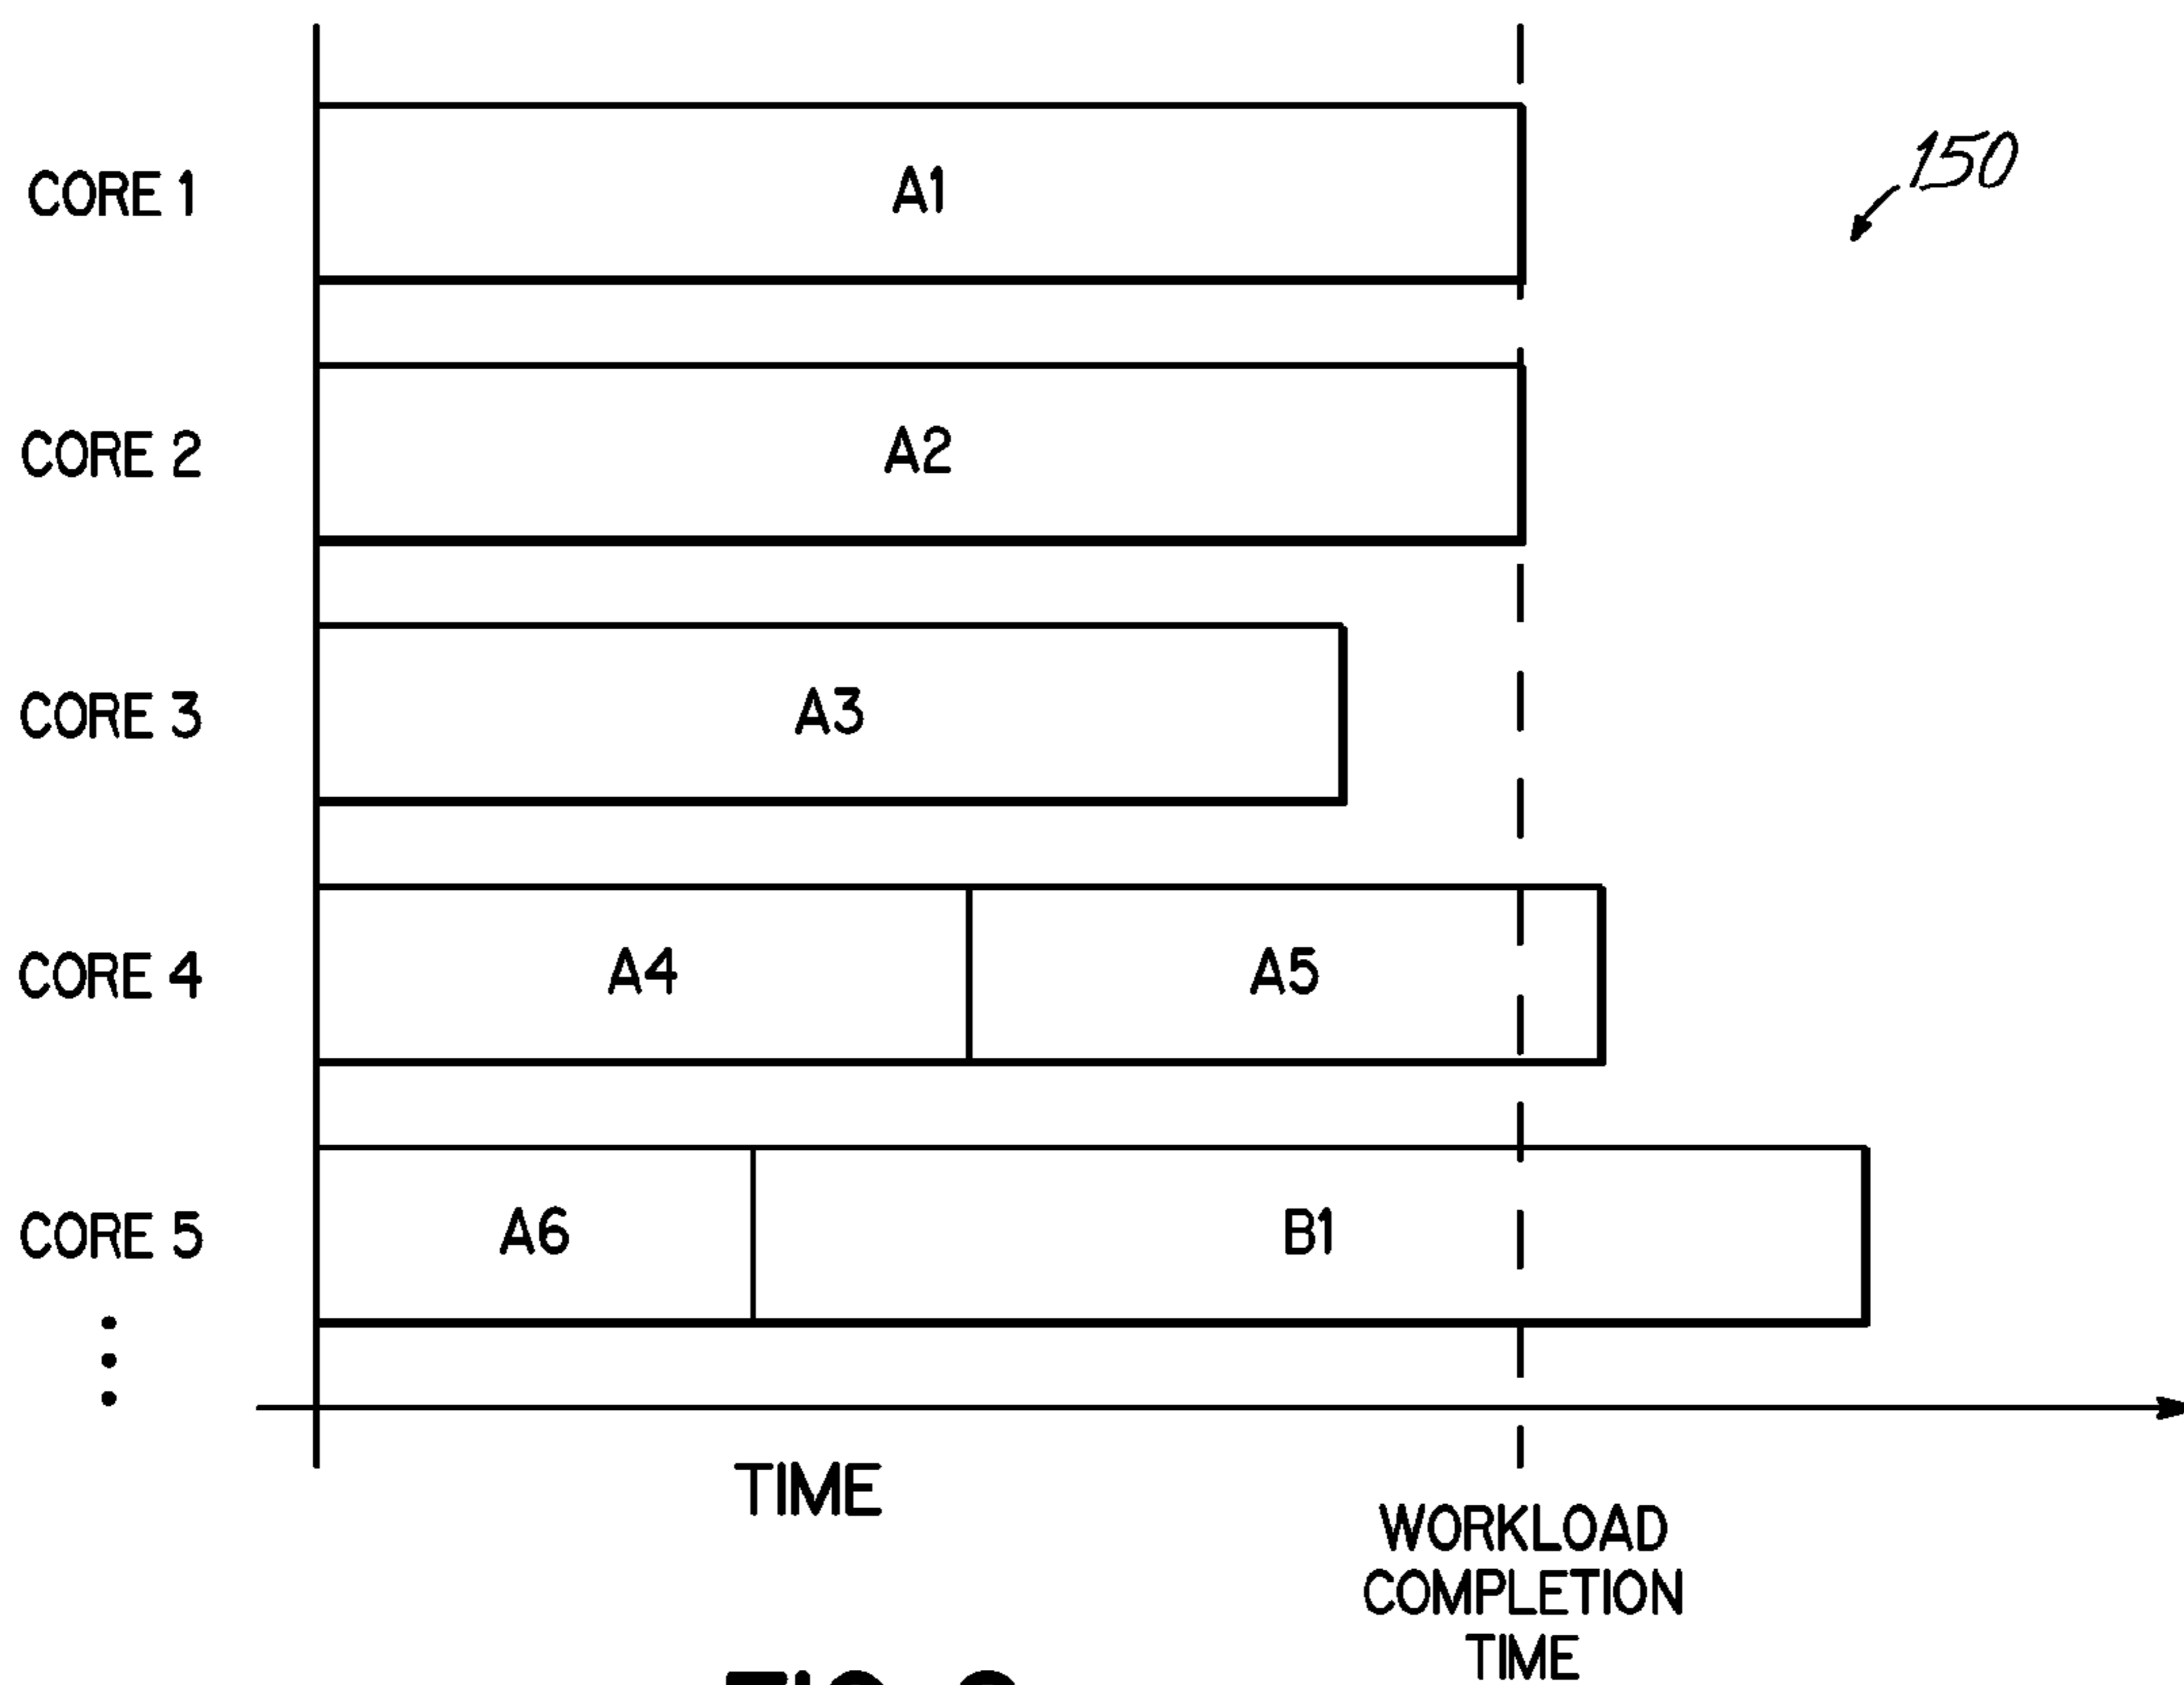 150
CORE 1 A1
CORE 2 A2
CORE 3 A3
CORE 4 A4 A5
CORE 5 A6 B1
TIME
WORKLOAD
COMPLETION
TIME